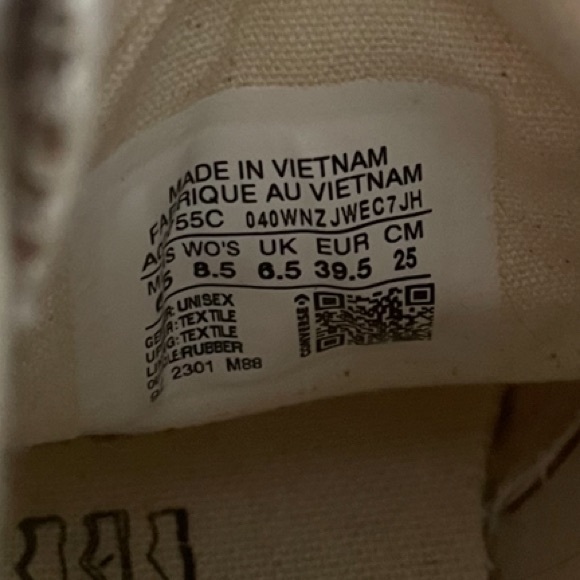 MADE IN VIETNAM
FABRIQUE AU VIETNAM
55C 040WNZJWEC7JH
WO'S UK EUR CM
8.5 6.5 39.5 25
UNISEX
TEXTILE
TEXTILE
RUBBER
2301 M88
CONVERSE